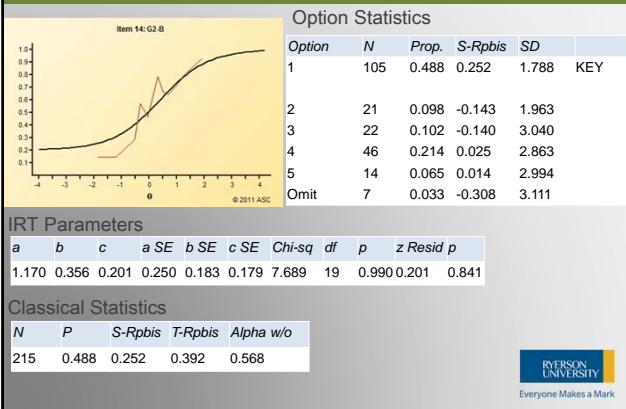 Option Statistics
Item 14: G2-B
1.0
0.9
0.8
0.7
0.6
0.5
0.4
0.3
0.2
0.1
-4 -3 -2 -1 0 1 2 3 4
θ
© 2011 ASC
Option N Prop. S-Rpbis SD
1 105 0.488 0.252 1.788 KEY
2 21 0.098 -0.143 1.963
3 22 0.102 -0.140 3.040
4 46 0.214 0.025 2.863
5 14 0.065 0.014 2.994
Omit 7 0.033 -0.308 3.111
IRT Parameters
a b c a SE b SE c SE Chi-sq df p z Resid p
1.170 0.356 0.201 0.250 0.183 0.179 7.689 19 0.990 0.201 0.841
Classical Statistics
N P S-Rpbis T-Rpbis Alpha w/o
215 0.488 0.252 0.392 0.568
RYERSON
UNIVERSITY
Everyone Makes a Mark